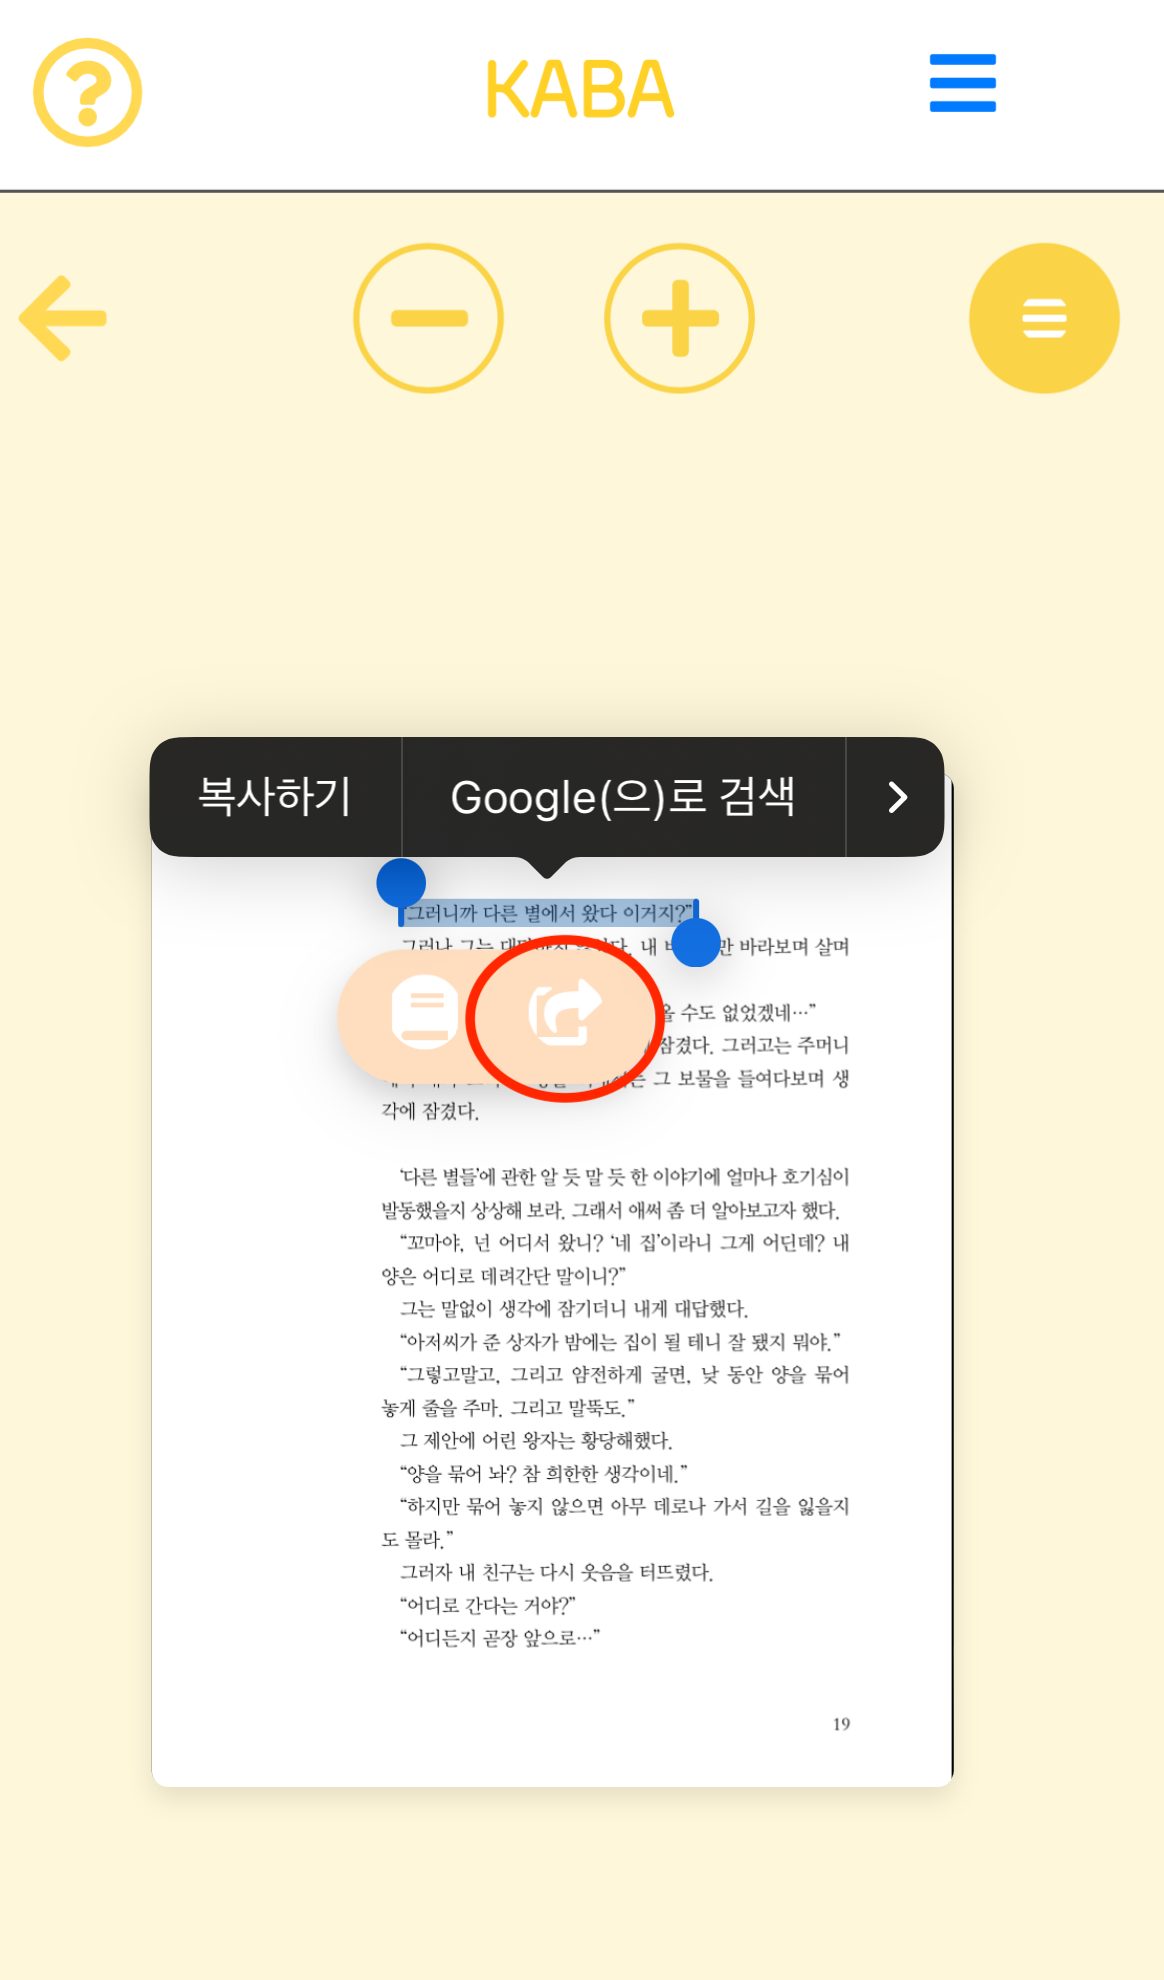 KABA
복사하기
Google(으)로 검색
“그러니까 다른 별에서 왔다 이거지?”
그러나 그는 내 만 바라보며 살며
올 수도 없었겠네…”
잠겼다. 그러고는 주머니
그 보물을 들여다보며 생
각에 잠겼다.
‘다른 별들’에 관한 알 듯 말 듯 한 이야기에 얼마나 호기심이
발동했을지 상상해 보라. 그래서 애써 좀 더 알아보고자 했다.
“꼬마야, 넌 어디서 왔니? ‘네 집’이라니 그게 어딘데? 내
양은 어디로 데려간단 말이니?”
그는 말없이 생각에 잠기더니 내게 대답했다.
“아저씨가 준 상자가 밤에는 집이 될 테니 잘 됐지 뭐야.”
“그렇고말고, 그리고 얌전하게 굴면, 낮 동안 양을 묶어
놓게 줄을 주마. 그리고 말뚝도.”
그 제안에 어린 왕자는 황당해했다.
“양을 묶어 놔? 참 희한한 생각이네.”
“하지만 묶어 놓지 않으면 아무 데로나 가서 길을 잃을지
도 몰라.”
그러자 내 친구는 다시 웃음을 터뜨렸다.
“어디로 간다는 거야?”
“어디든지 곧장 앞으로…”
19